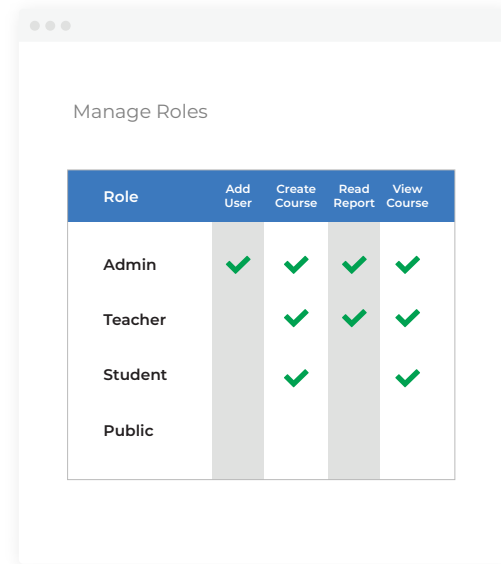 Manage Roles
Role Add User Create Course Read Report View Course
Admin
Teacher
Student
Public